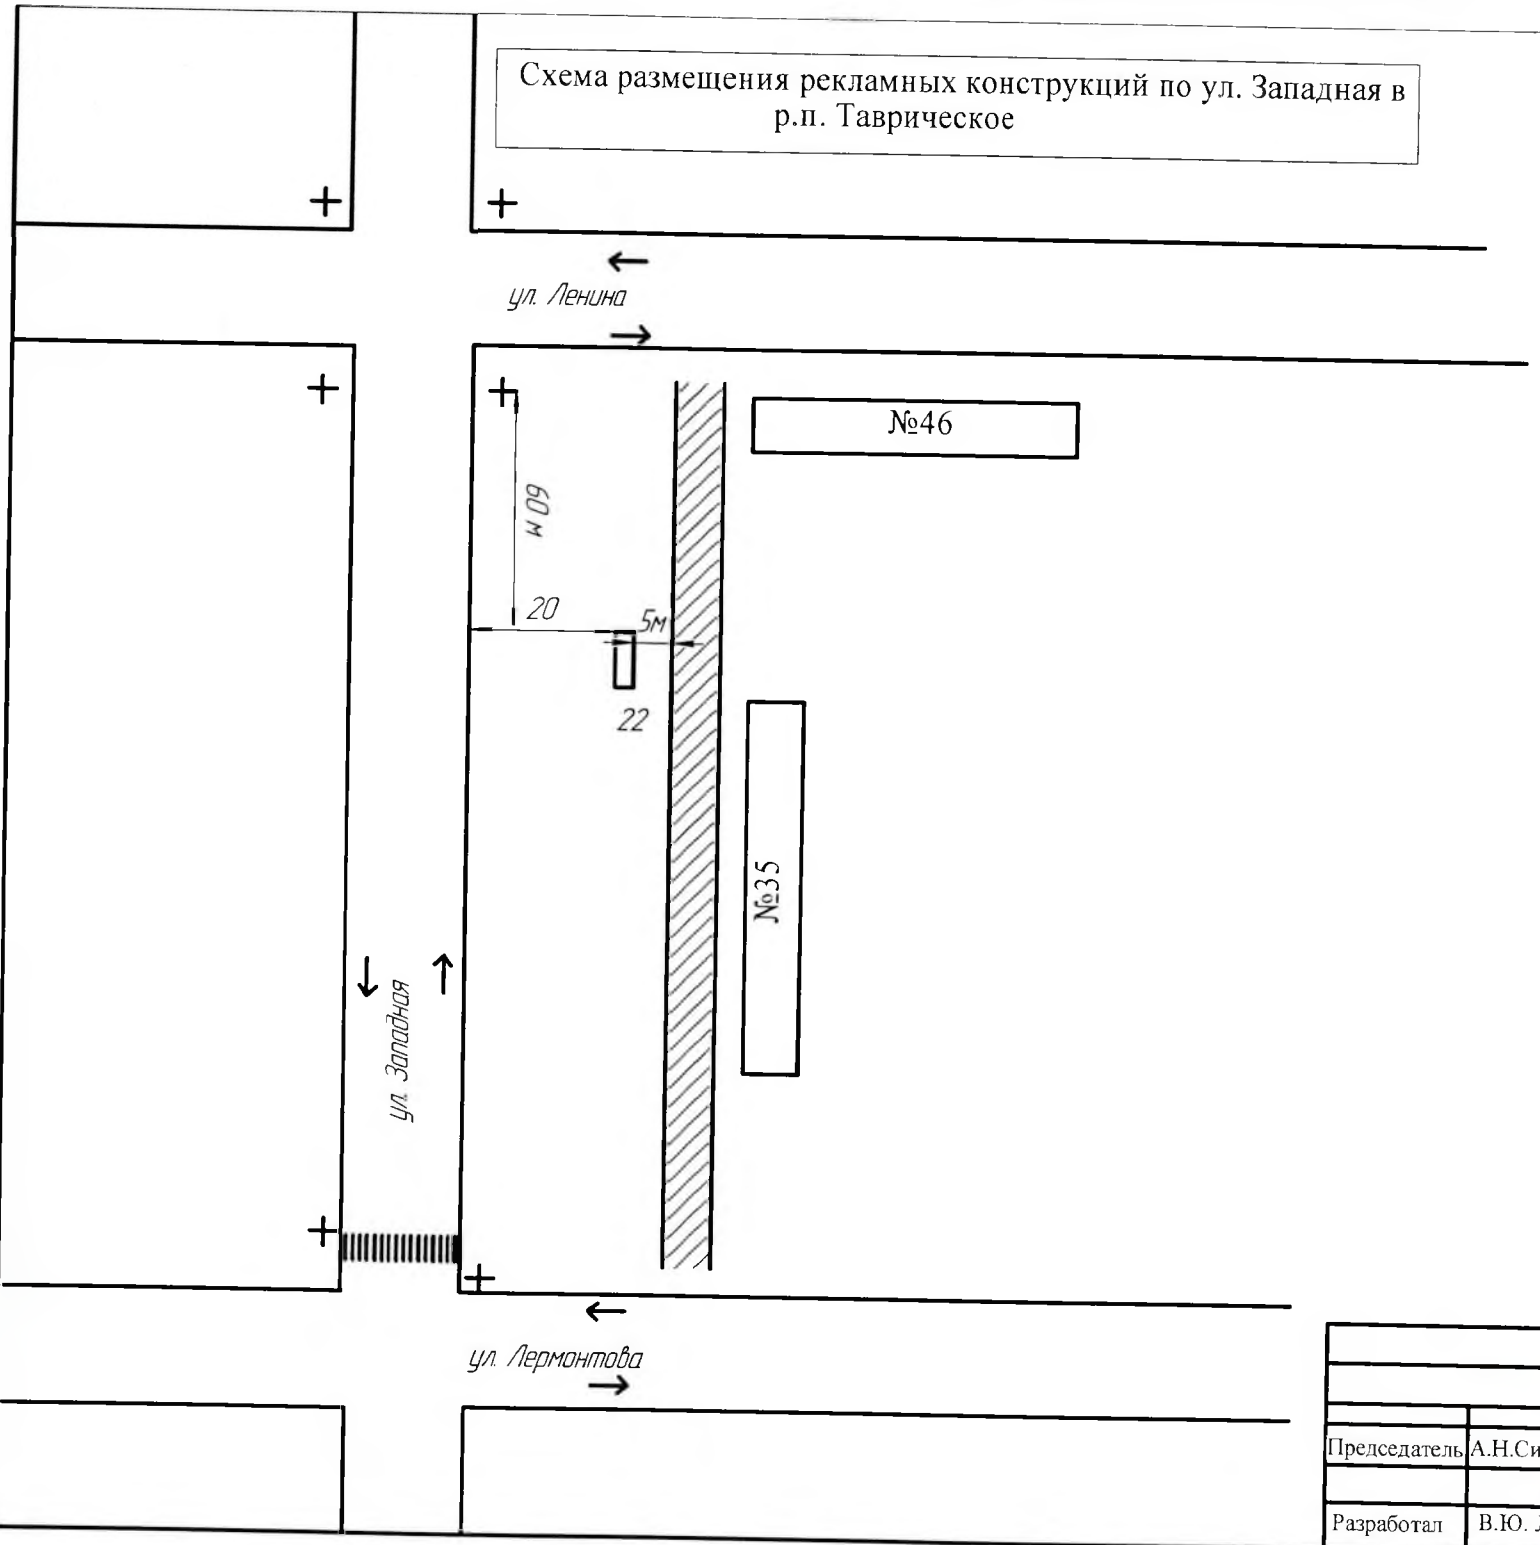 Схема размещения рекламных конструкций по ул. Западная в
р.п. Таврическое
ул. Ленина
№46
60 м
20
5м
22
№35
ул. Западная
ул. Лермонтова
Председатель
А.Н.Си
Разработал
В.Ю.